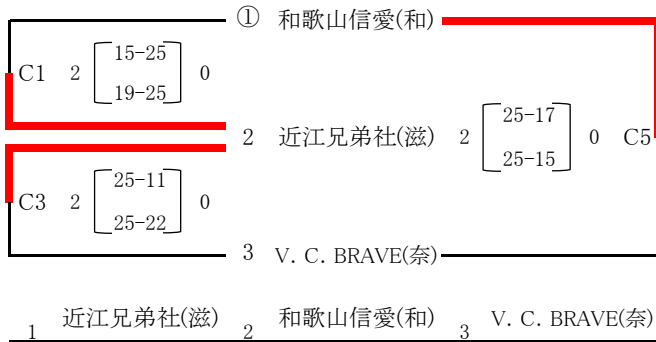 ① 和歌山信愛(和)
C1 2 15-25 0
19-25
2 近江兄弟社(滋) 2 25-17 0 C5
25-15
C3 2 25-11 0
25-22
3 V. C. BRAVE(奈)
1 近江兄弟社(滋) 2 和歌山信愛(和) 3 V. C. BRAVE(奈)